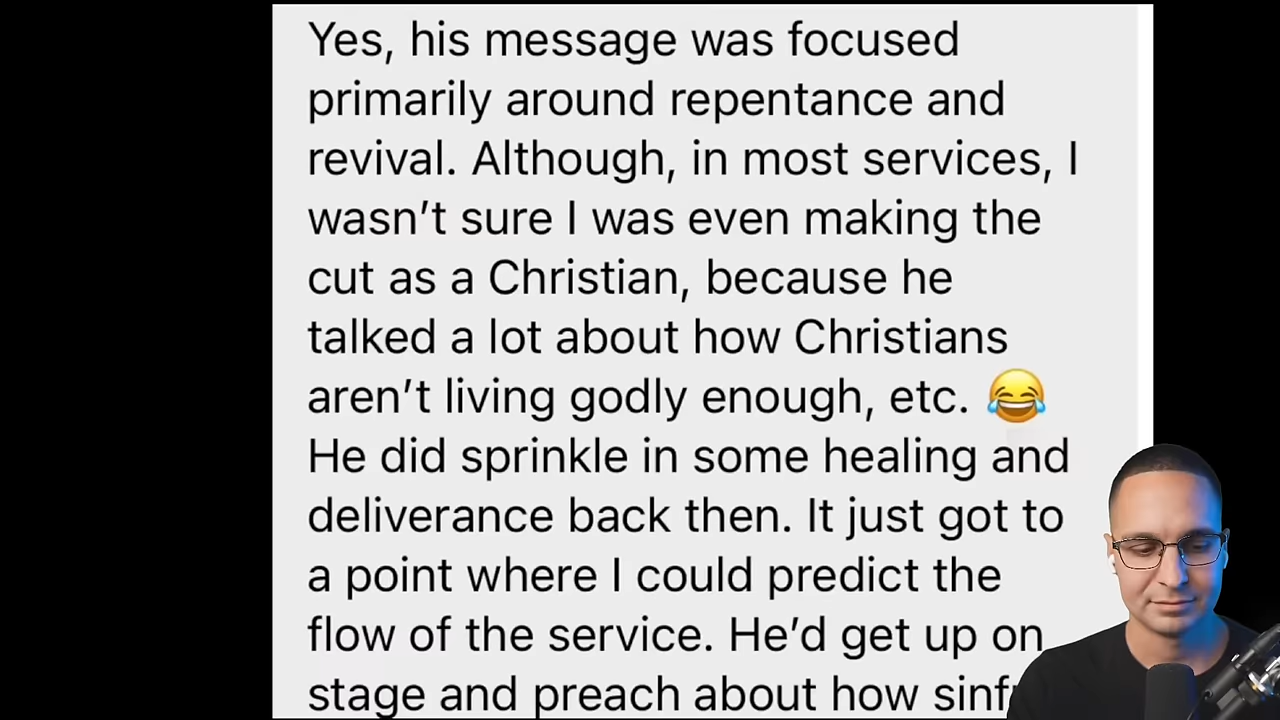 Yes, his message was focused
primarily around repentance and
revival. Although, in most services, I
wasn’t sure I was even making the
cut as a Christian, because he
talked a lot about how Christians
aren’t living godly enough, etc. 😂
He did sprinkle in some healing and
deliverance back then. It just got to
a point where I could predict the
flow of the service. He’d get up on
stage and preach about how